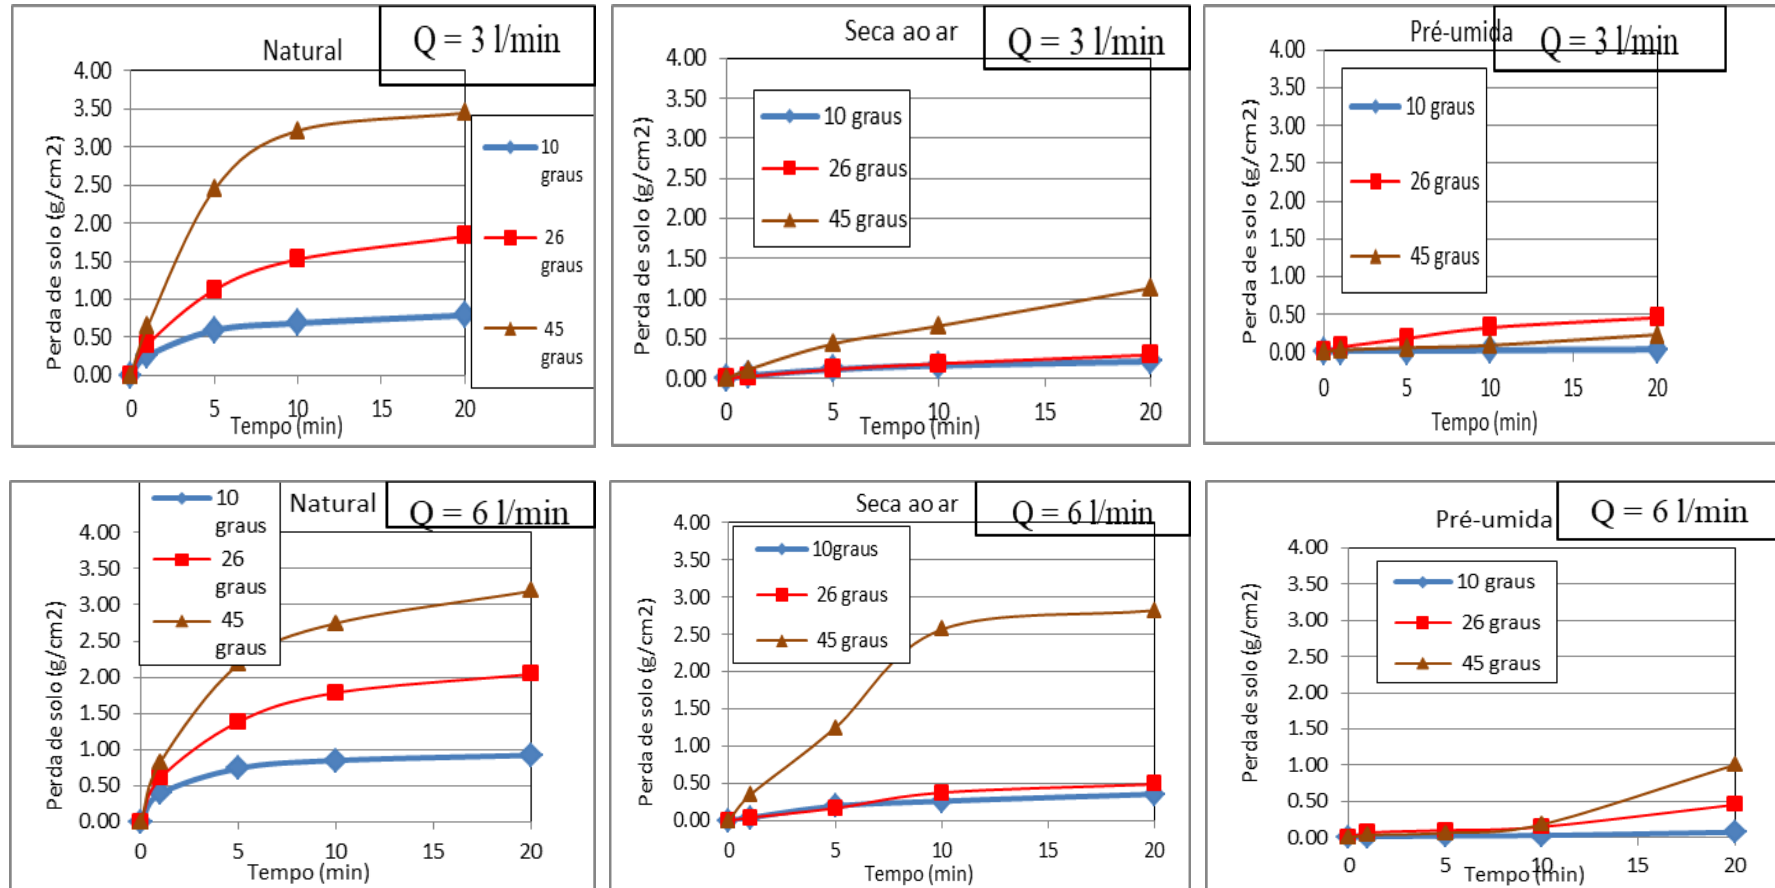 Natural
Q = 3 l/min
4.00
3.50
3.00
2.50
2.00
1.50
1.00
0.50
0.00
Perda de solo (g/cm2)
0 5 10 15 20
Tempo (min)
10
graus
26
graus
45
graus
Seca ao ar
Q = 3 l/min
4.00
3.50
3.00
2.50
2.00
1.50
1.00
0.50
0.00
Perda de solo (g/cm2)
0 5 10 15 20
Tempo (min)
10 graus
26 graus
45 graus
Pré-umida
Q = 3 l/min
4.00
3.50
3.00
2.50
2.00
1.50
1.00
0.50
0.00
Perda de solo (g/cm2)
0 5 10 15 20
Tempo (min)
10 graus
26 graus
45 graus
Natural
Q = 6 l/min
4.00
3.50
3.00
2.50
2.00
1.50
1.00
0.50
0.00
Perda de solo (g/cm2)
0 5 10 15 20
Tempo (min)
10
graus
26
graus
45
graus
Seca ao ar
Q = 6 l/min
4.00
3.50
3.00
2.50
2.00
1.50
1.00
0.50
0.00
Perda de solo (g/cm2)
0 5 10 15 20
Tempo (min)
10graus
26 graus
45 graus
Pré-umida
Q = 6 l/min
4.00
3.50
3.00
2.50
2.00
1.50
1.00
0.50
0.00
Perda de solo (g/cm2)
0 5 10 15 20
Tempo (min)
10 graus
26 graus
45 graus